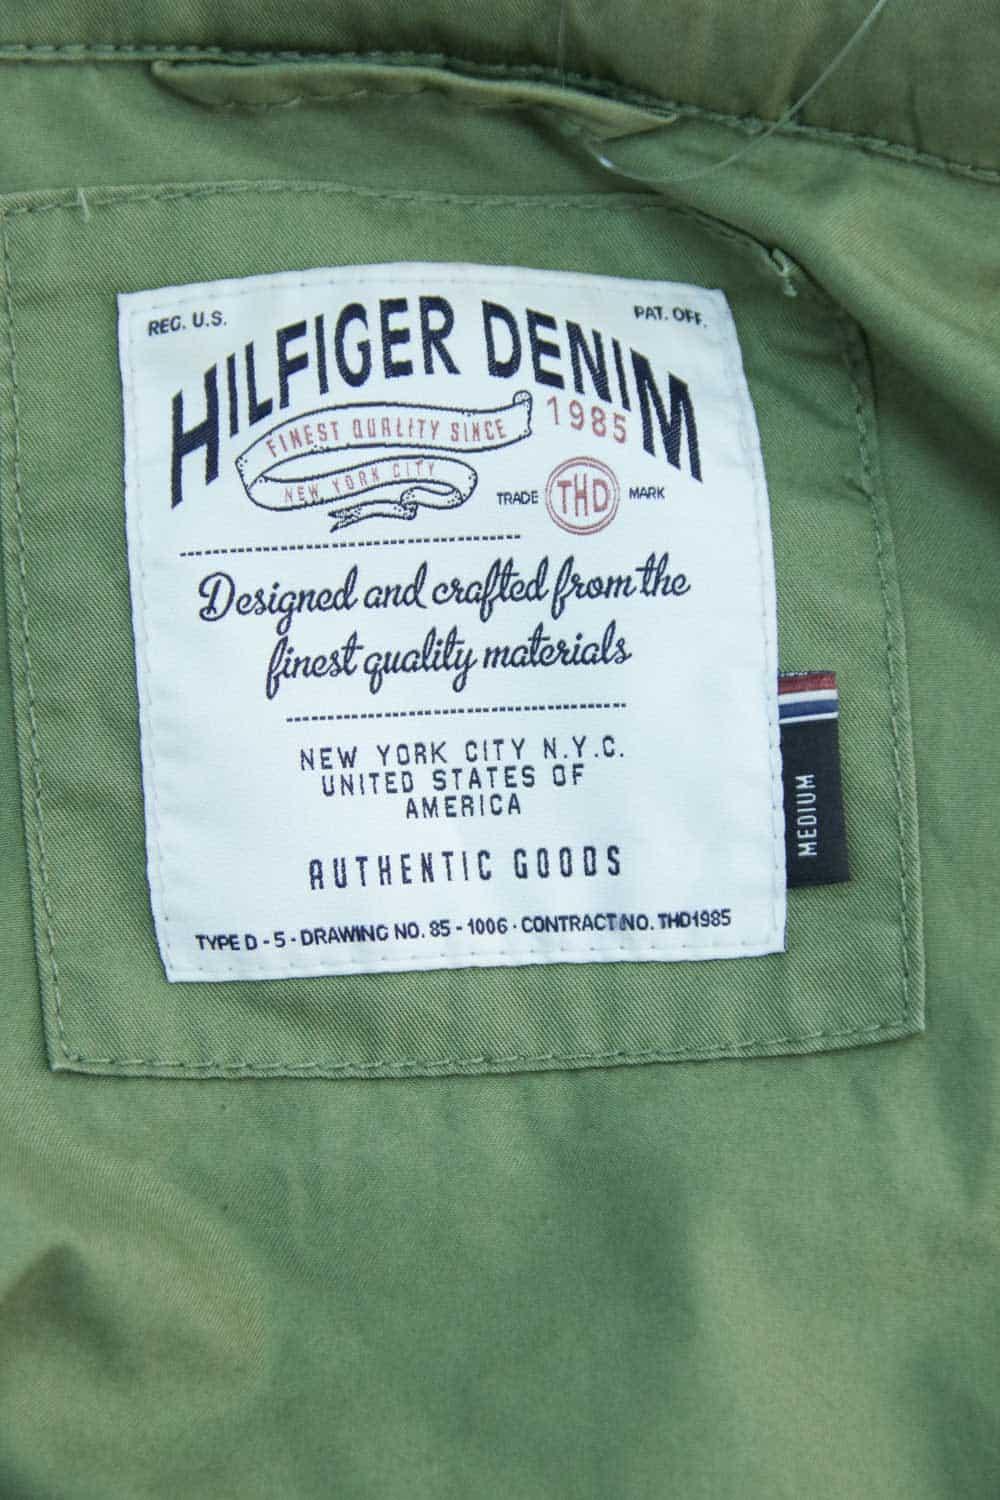 REG. U.S. PAT. OFF.
HILFIGER DENIM
FINEST QUALITY SINCE 1985
NEW YORK CITY
TRADE THD MARK
Designed and crafted from the
finest quality materials
NEW YORK CITY N.Y.C.
UNITED STATES OF
AMERICA
AUTHENTIC GOODS
TYPE D - 5 - DRAWING NO. 85 - 1006 · CONTRACT NO. THD1985
MEDIUM